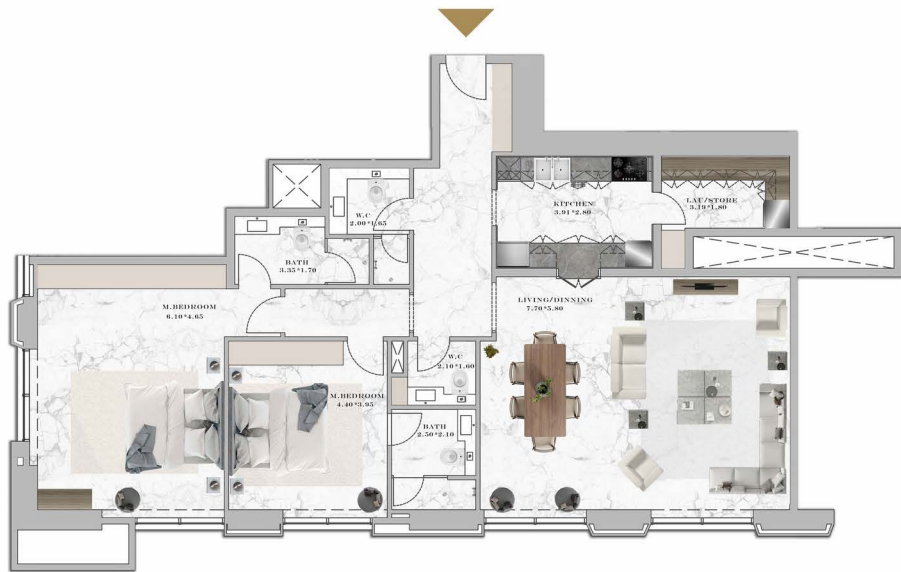 KITCHEN
3.91*2.80
LAU/STORE
3.19*1.80
W.C
2.00*1.65
BATH
3.35*1.70
M.BEDROOM
6.10*4.65
LIVING/DINNING
7.70*5.80
W.C
2.10*1.60
M.BEDROOM
4.40*3.95
BATH
2.50*2.10